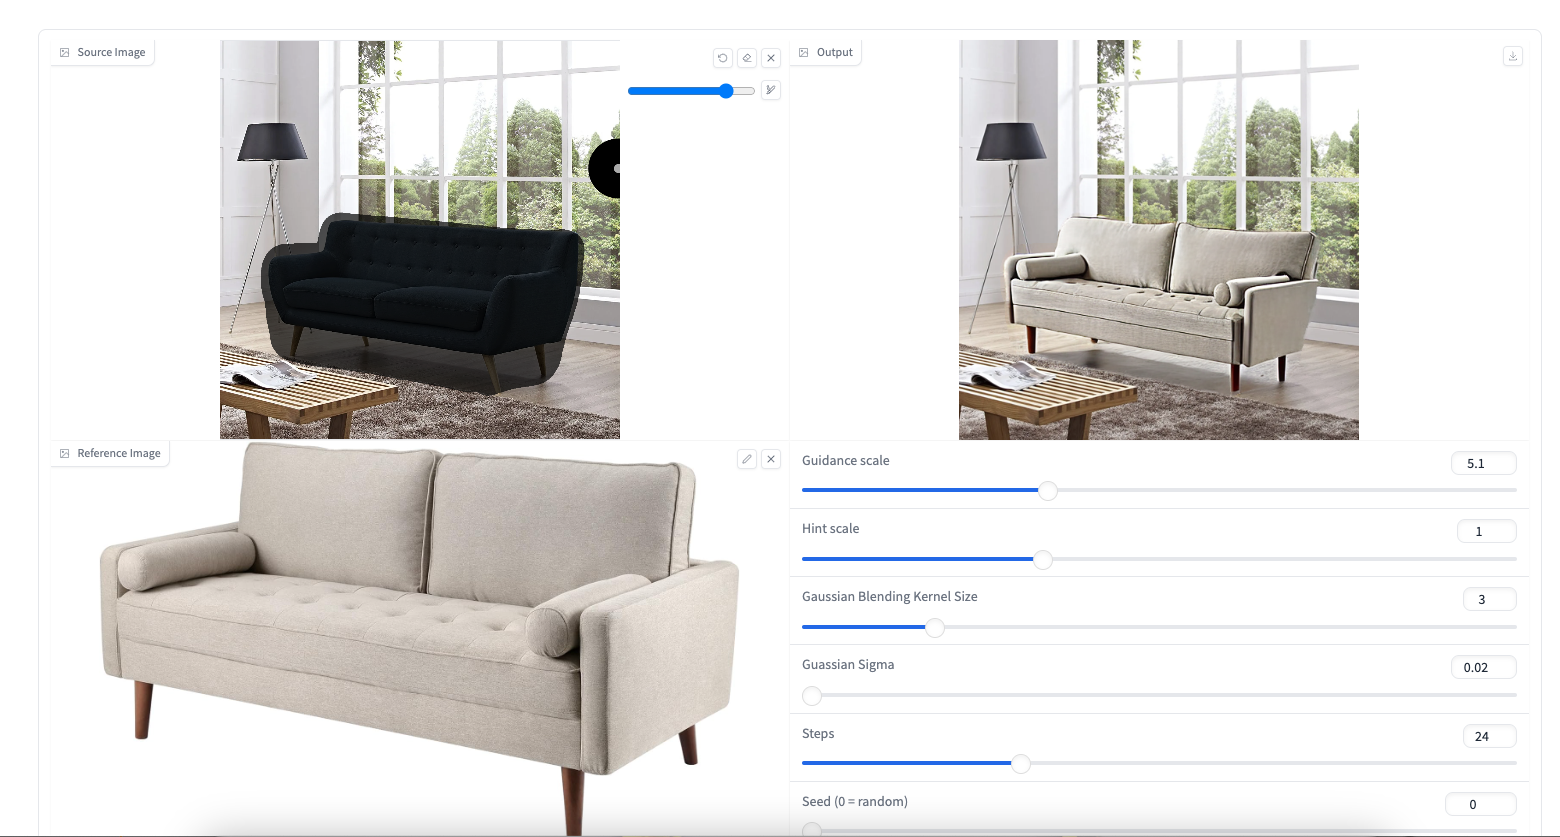 Source Image
Output
Reference Image
Guidance scale
5.1
Hint scale
1
Gaussian Blending Kernel Size
3
Guassian Sigma
0.02
Steps
24
Seed (0 = random)
0